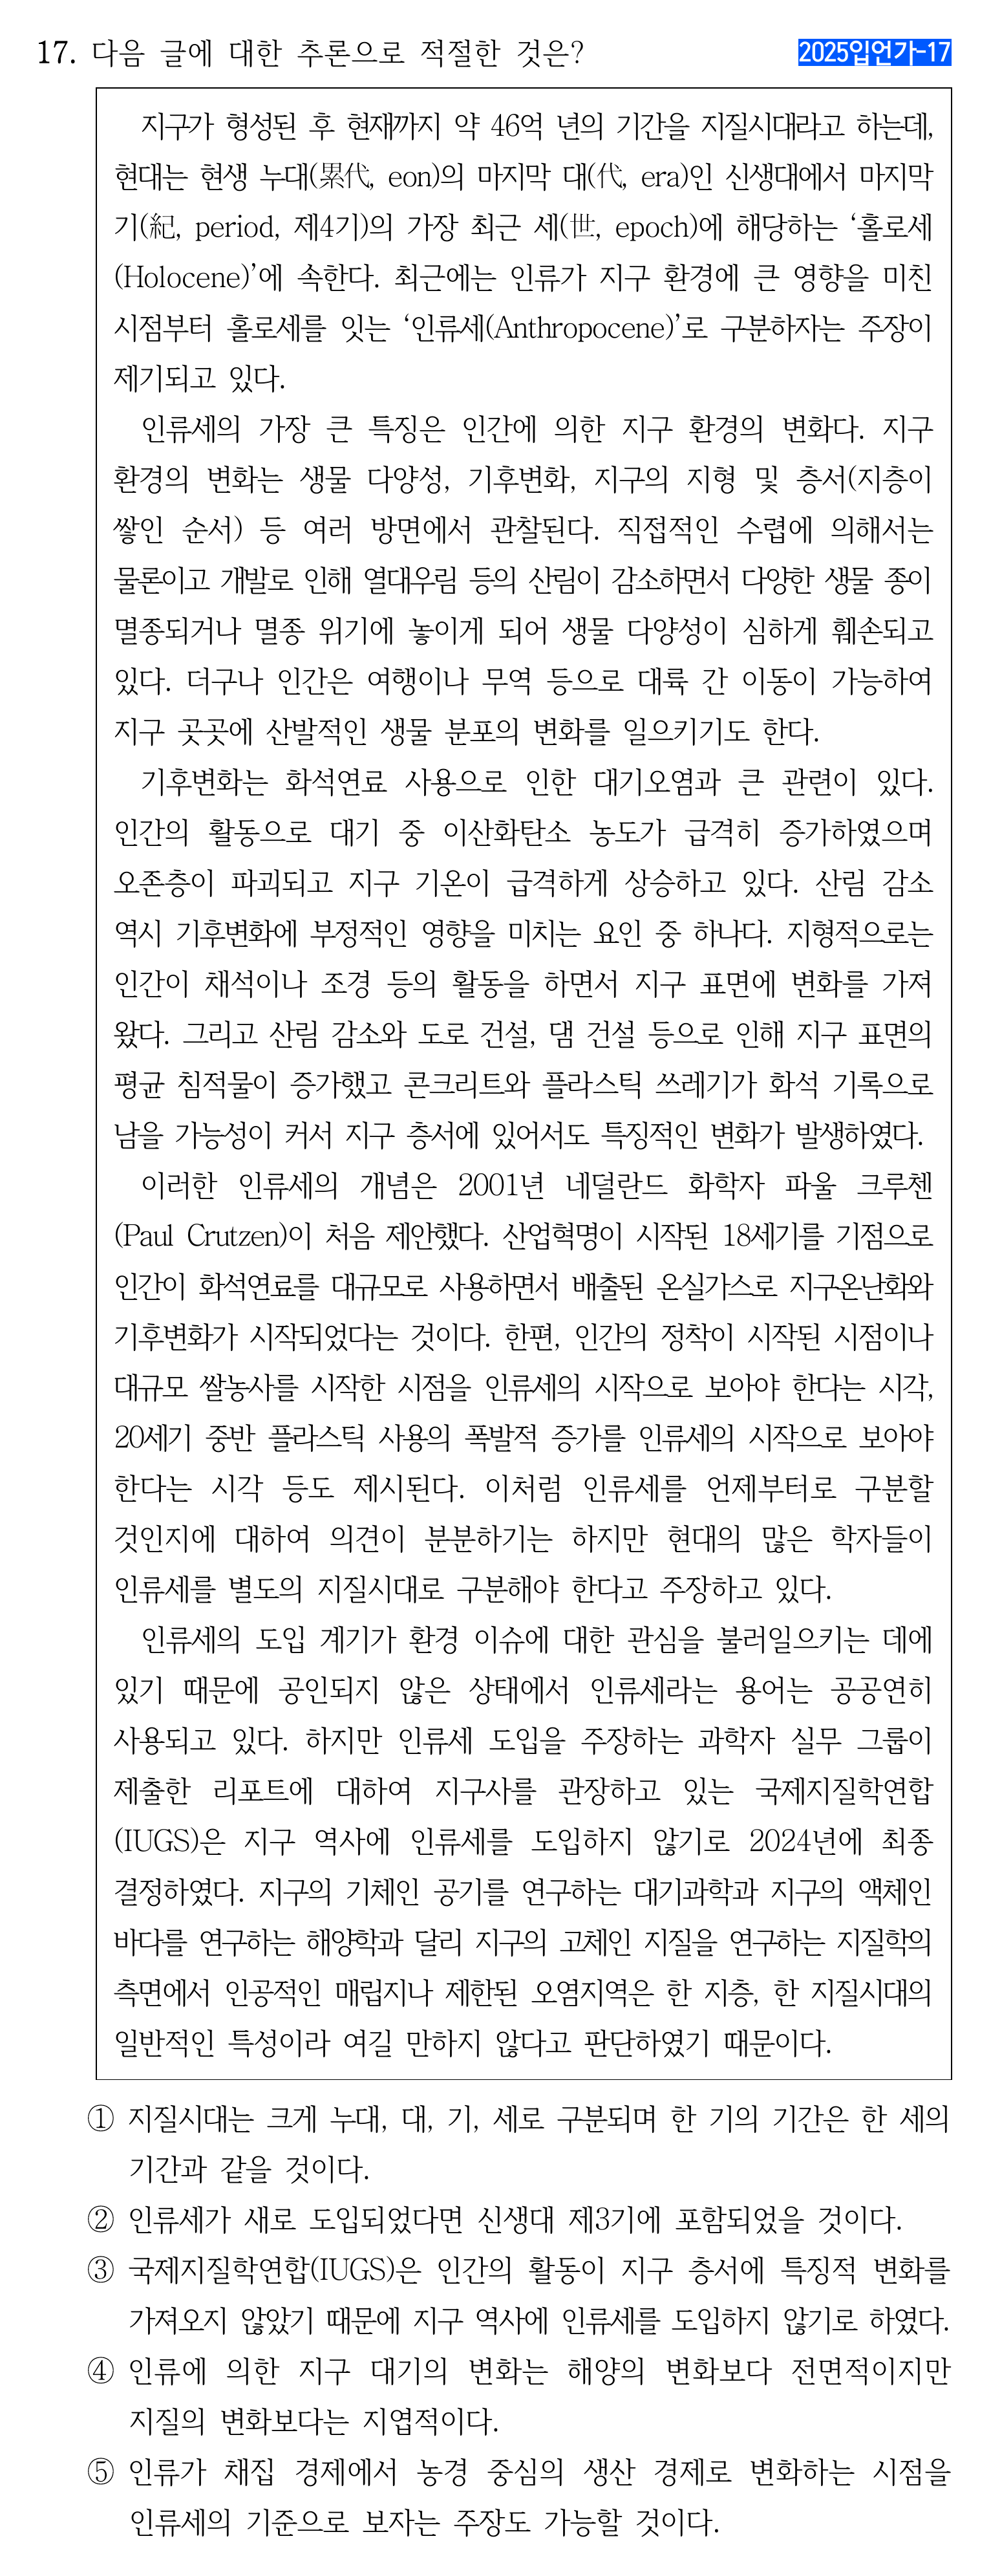 17. 다음 글에 대한 추론으로 적절한 것은?
2025입언가-17
지구가 형성된 후 현재까지 약 46억 년의 기간을 지질시대라고 하는데,
현대는 현생 누대(累代, eon)의 마지막 대(代, era)인 신생대에서 마지막
기(紀, period, 제4기)의 가장 최근 세(世, epoch)에 해당하는 ‘홀로세
(Holocene)’에 속한다. 최근에는 인류가 지구 환경에 큰 영향을 미친
시점부터 홀로세를 잇는 ‘인류세(Anthropocene)’로 구분하자는 주장이
제기되고 있다.
인류세의 가장 큰 특징은 인간에 의한 지구 환경의 변화다. 지구
환경의 변화는 생물 다양성, 기후변화, 지구의 지형 및 층서(지층이
쌓인 순서) 등 여러 방면에서 관찰된다. 직접적인 수렵에 의해서는
물론이고 개발로 인해 열대우림 등의 산림이 감소하면서 다양한 생물 종이
멸종되거나 멸종 위기에 놓이게 되어 생물 다양성이 심하게 훼손되고
있다. 더구나 인간은 여행이나 무역 등으로 대륙 간 이동이 가능하여
지구 곳곳에 산발적인 생물 분포의 변화를 일으키기도 한다.
기후변화는 화석연료 사용으로 인한 대기오염과 큰 관련이 있다.
인간의 활동으로 대기 중 이산화탄소 농도가 급격히 증가하였으며
오존층이 파괴되고 지구 기온이 급격하게 상승하고 있다. 산림 감소
역시 기후변화에 부정적인 영향을 미치는 요인 중 하나다. 지형적으로는
인간이 채석이나 조경 등의 활동을 하면서 지구 표면에 변화를 가져
왔다. 그리고 산림 감소와 도로 건설, 댐 건설 등으로 인해 지구 표면의
평균 침적물이 증가했고 콘크리트와 플라스틱 쓰레기가 화석 기록으로
남을 가능성이 커서 지구 층서에 있어서도 특징적인 변화가 발생하였다.
이러한 인류세의 개념은 2001년 네덜란드 화학자 파울 크루첸
(Paul Crutzen)이 처음 제안했다. 산업혁명이 시작된 18세기를 기점으로
인간이 화석연료를 대규모로 사용하면서 배출된 온실가스로 지구온난화와
기후변화가 시작되었다는 것이다. 한편, 인간의 정착이 시작된 시점이나
대규모 쌀농사를 시작한 시점을 인류세의 시작으로 보아야 한다는 시각,
20세기 중반 플라스틱 사용의 폭발적 증가를 인류세의 시작으로 보아야
한다는 시각 등도 제시된다. 이처럼 인류세를 언제부터로 구분할
것인지에 대하여 의견이 분분하기는 하지만 현대의 많은 학자들이
인류세를 별도의 지질시대로 구분해야 한다고 주장하고 있다.
인류세의 도입 계기가 환경 이슈에 대한 관심을 불러일으키는 데에
있기 때문에 공인되지 않은 상태에서 인류세라는 용어는 공공연히
사용되고 있다. 하지만 인류세 도입을 주장하는 과학자 실무 그룹이
제출한 리포트에 대하여 지구사를 관장하고 있는 국제지질학연합
(IUGS)은 지구 역사에 인류세를 도입하지 않기로 2024년에 최종
결정하였다. 지구의 기체인 공기를 연구하는 대기과학과 지구의 액체인
바다를 연구하는 해양학과 달리 지구의 고체인 지질을 연구하는 지질학의
측면에서 인공적인 매립지나 제한된 오염지역은 한 지층, 한 지질시대의
일반적인 특성이라 여길 만하지 않다고 판단하였기 때문이다.
① 지질시대는 크게 누대, 대, 기, 세로 구분되며 한 기의 기간은 한 세의
기간과 같을 것이다.
② 인류세가 새로 도입되었다면 신생대 제3기에 포함되었을 것이다.
③ 국제지질학연합(IUGS)은 인간의 활동이 지구 층서에 특징적 변화를
가져오지 않았기 때문에 지구 역사에 인류세를 도입하지 않기로 하였다.
④ 인류에 의한 지구 대기의 변화는 해양의 변화보다 전면적이지만
지질의 변화보다는 지엽적이다.
⑤ 인류가 채집 경제에서 농경 중심의 생산 경제로 변화하는 시점을
인류세의 기준으로 보자는 주장도 가능할 것이다.